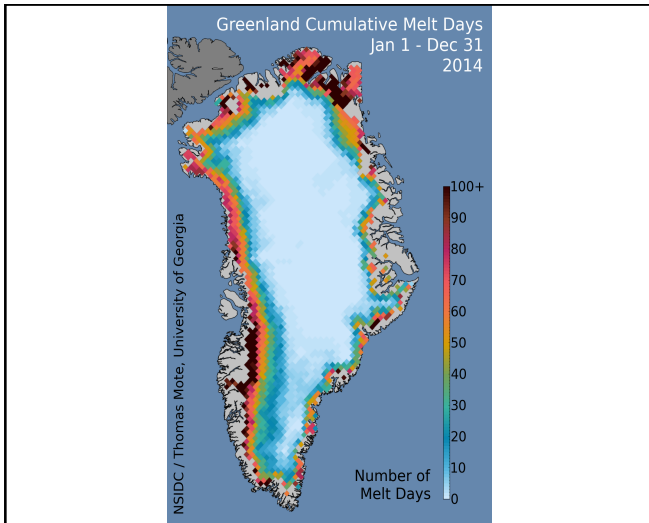 Greenland Cumulative Melt Days
Jan 1 - Dec 31
2014
100+
90
80
70
60
50
40
30
20
10
0
Number of
Melt Days
NSIDC / Thomas Mote, University of Georgia